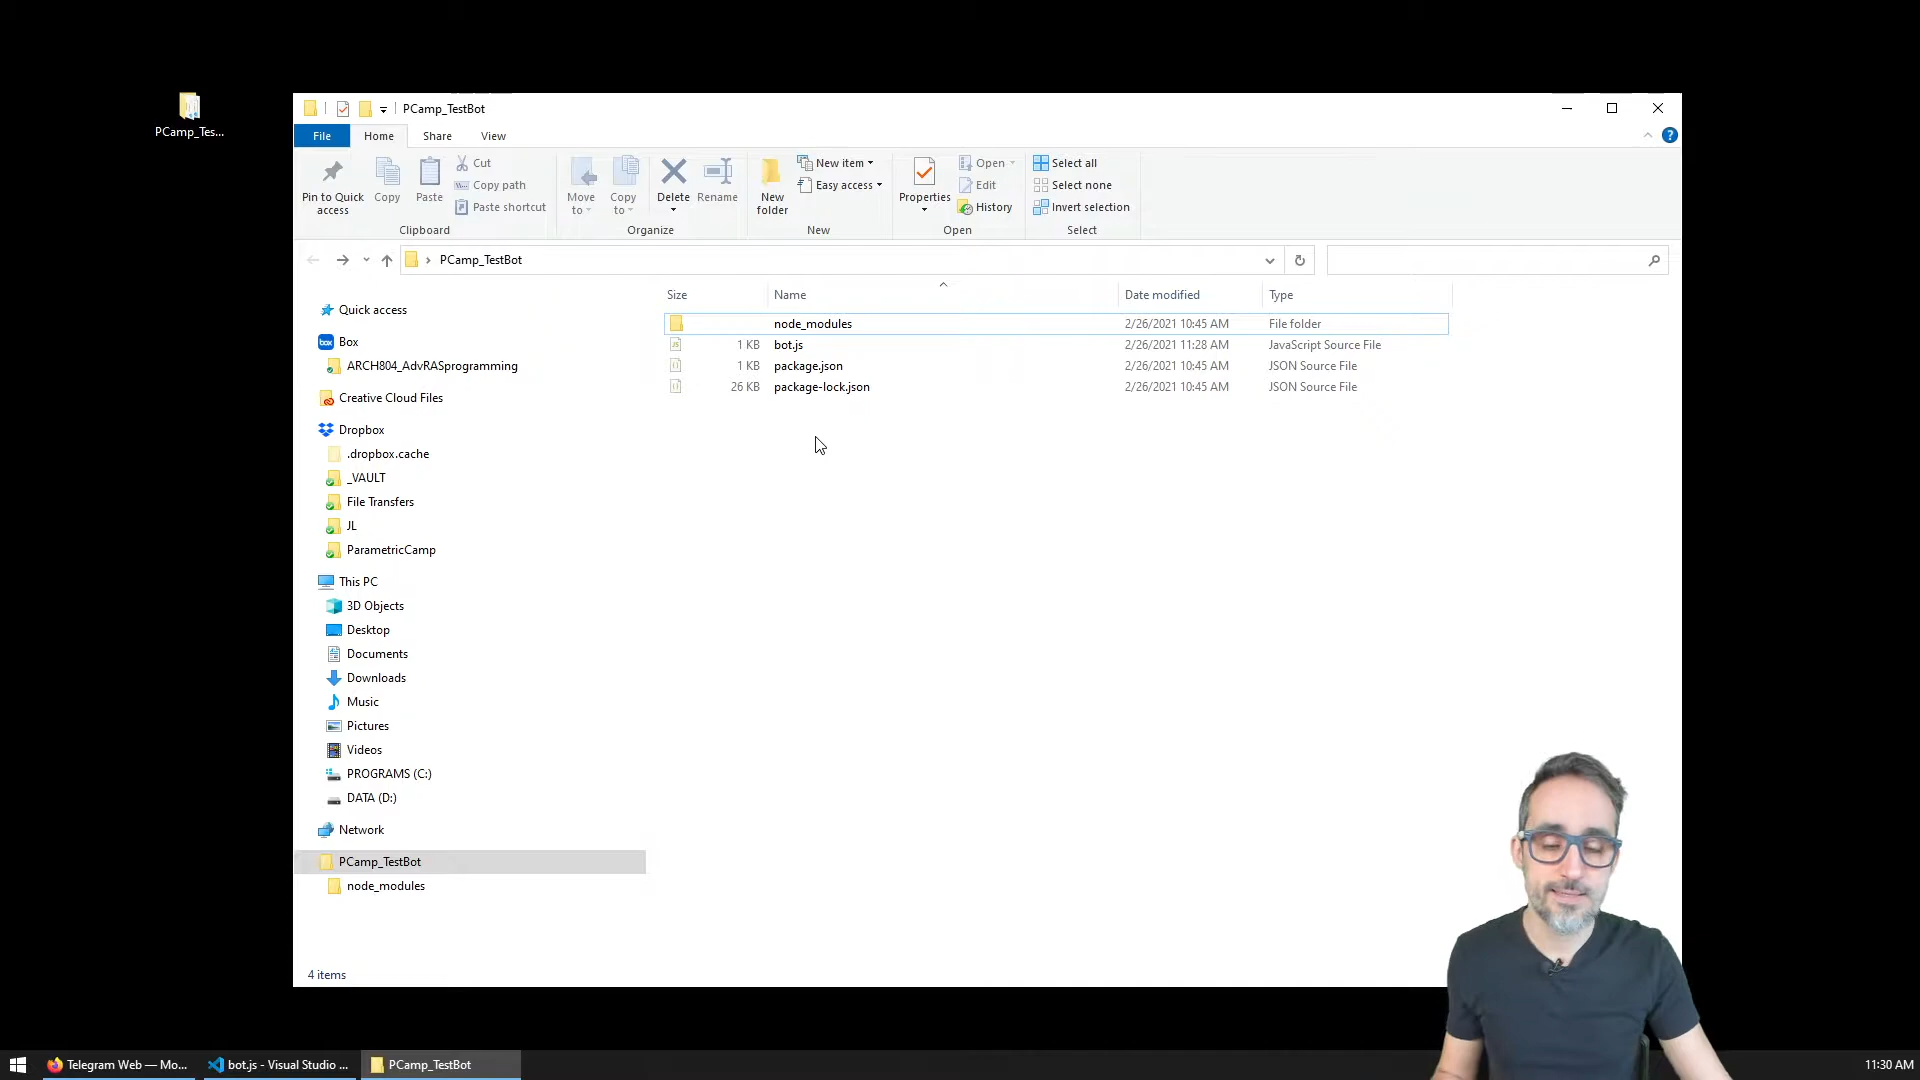 PCamp_Tes...
PCamp_TestBot
File
Home
Share
View
Pin to Quick
access
Copy
Paste
Cut
Copy path
Paste shortcut
Clipboard
Move
to
Copy
to
Delete
Rename
Organize
New
folder
New item
Easy access
New
Properties
Open
Edit
History
Open
Select all
Select none
Invert selection
Select
PCamp_TestBot
Size Name Date modified Type
node_modules 2/26/2021 10:45 AM File folder
1 KB bot.js 2/26/2021 11:28 AM JavaScript Source File
1 KB package.json 2/26/2021 10:45 AM JSON Source File
26 KB package-lock.json 2/26/2021 10:45 AM JSON Source File
Quick access
box Box
ARCH804_AdvRASprogramming
Creative Cloud Files
Dropbox
.dropbox.cache
_VAULT
File Transfers
JL
ParametricCamp
This PC
3D Objects
Desktop
Documents
Downloads
Music
Pictures
Videos
PROGRAMS (C:)
DATA (D:)
Network
PCamp_TestBot
node_modules
4 items
Telegram Web — Mo...
bot.js - Visual Studio ...
PCamp_TestBot
11:30 AM